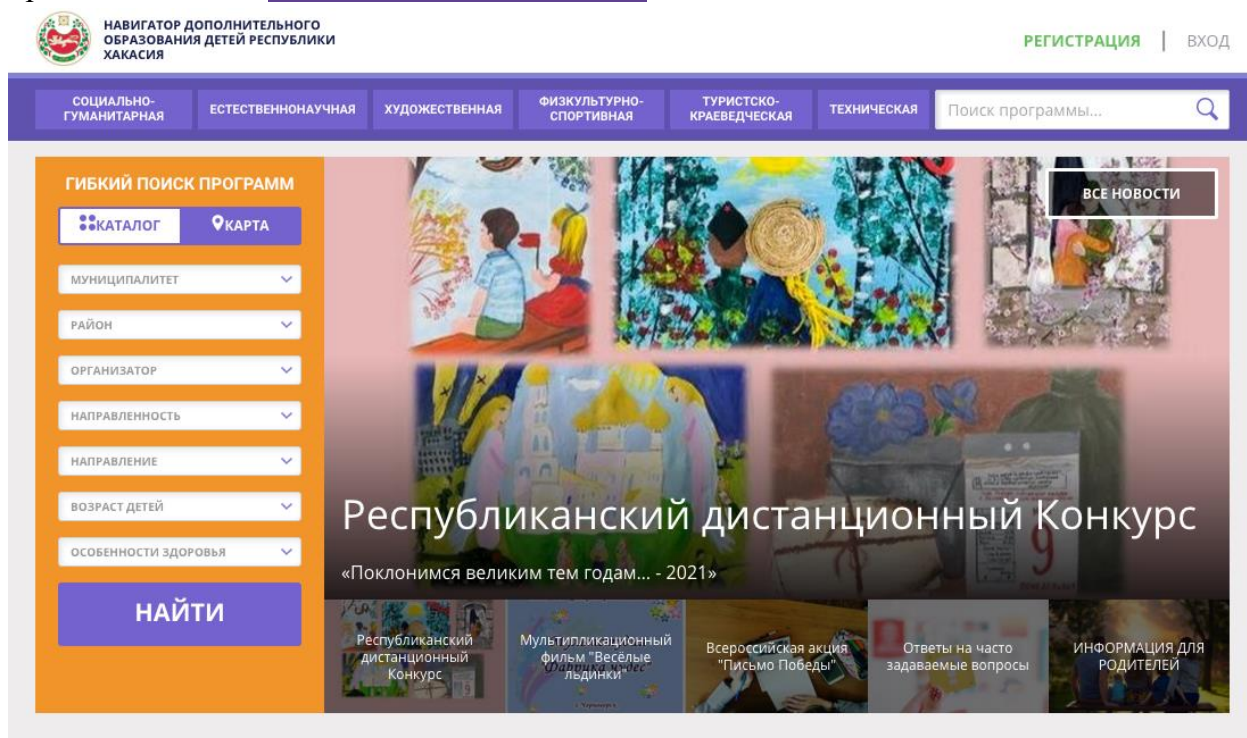 НАВИГАТОР ДОПОЛНИТЕЛЬНОГО
ОБРАЗОВАНИЯ ДЕТЕЙ РЕСПУБЛИКИ
ХАКАСИЯ
РЕГИСТРАЦИЯ | ВХОД
СОЦИАЛЬНО-
ГУМАНИТАРНАЯ
ЕСТЕСТВЕННОНАУЧНАЯ
ХУДОЖЕСТВЕННАЯ
ФИЗКУЛЬТУРНО-
СПОРТИВНАЯ
ТУРИСТСКО-
КРАЕВЕДЧЕСКАЯ
ТЕХНИЧЕСКАЯ
Поиск программы...
ГИБКИЙ ПОИСК ПРОГРАММ
КАТАЛОГ
КАРТА
МУНИЦИПАЛИТЕТ
РАЙОН
ОРГАНИЗАТОР
НАПРАВЛЕННОСТЬ
НАПРАВЛЕНИЕ
ВОЗРАСТ ДЕТЕЙ
ОСОБЕННОСТИ ЗДОРОВЬЯ
НАЙТИ
ВСЕ НОВОСТИ
9
Республиканский дистанционный Конкурс
«Поклонимся великим тем годам... - 2021»
Республиканский
дистанционный
Конкурс
Мультипликационный
фильм "Весёлые
льдинки"
Всероссийская акция
"Письмо Победы"
Ответы на часто
задаваемые вопросы
ИНФОРМАЦИЯ ДЛЯ
РОДИТЕЛЕЙ